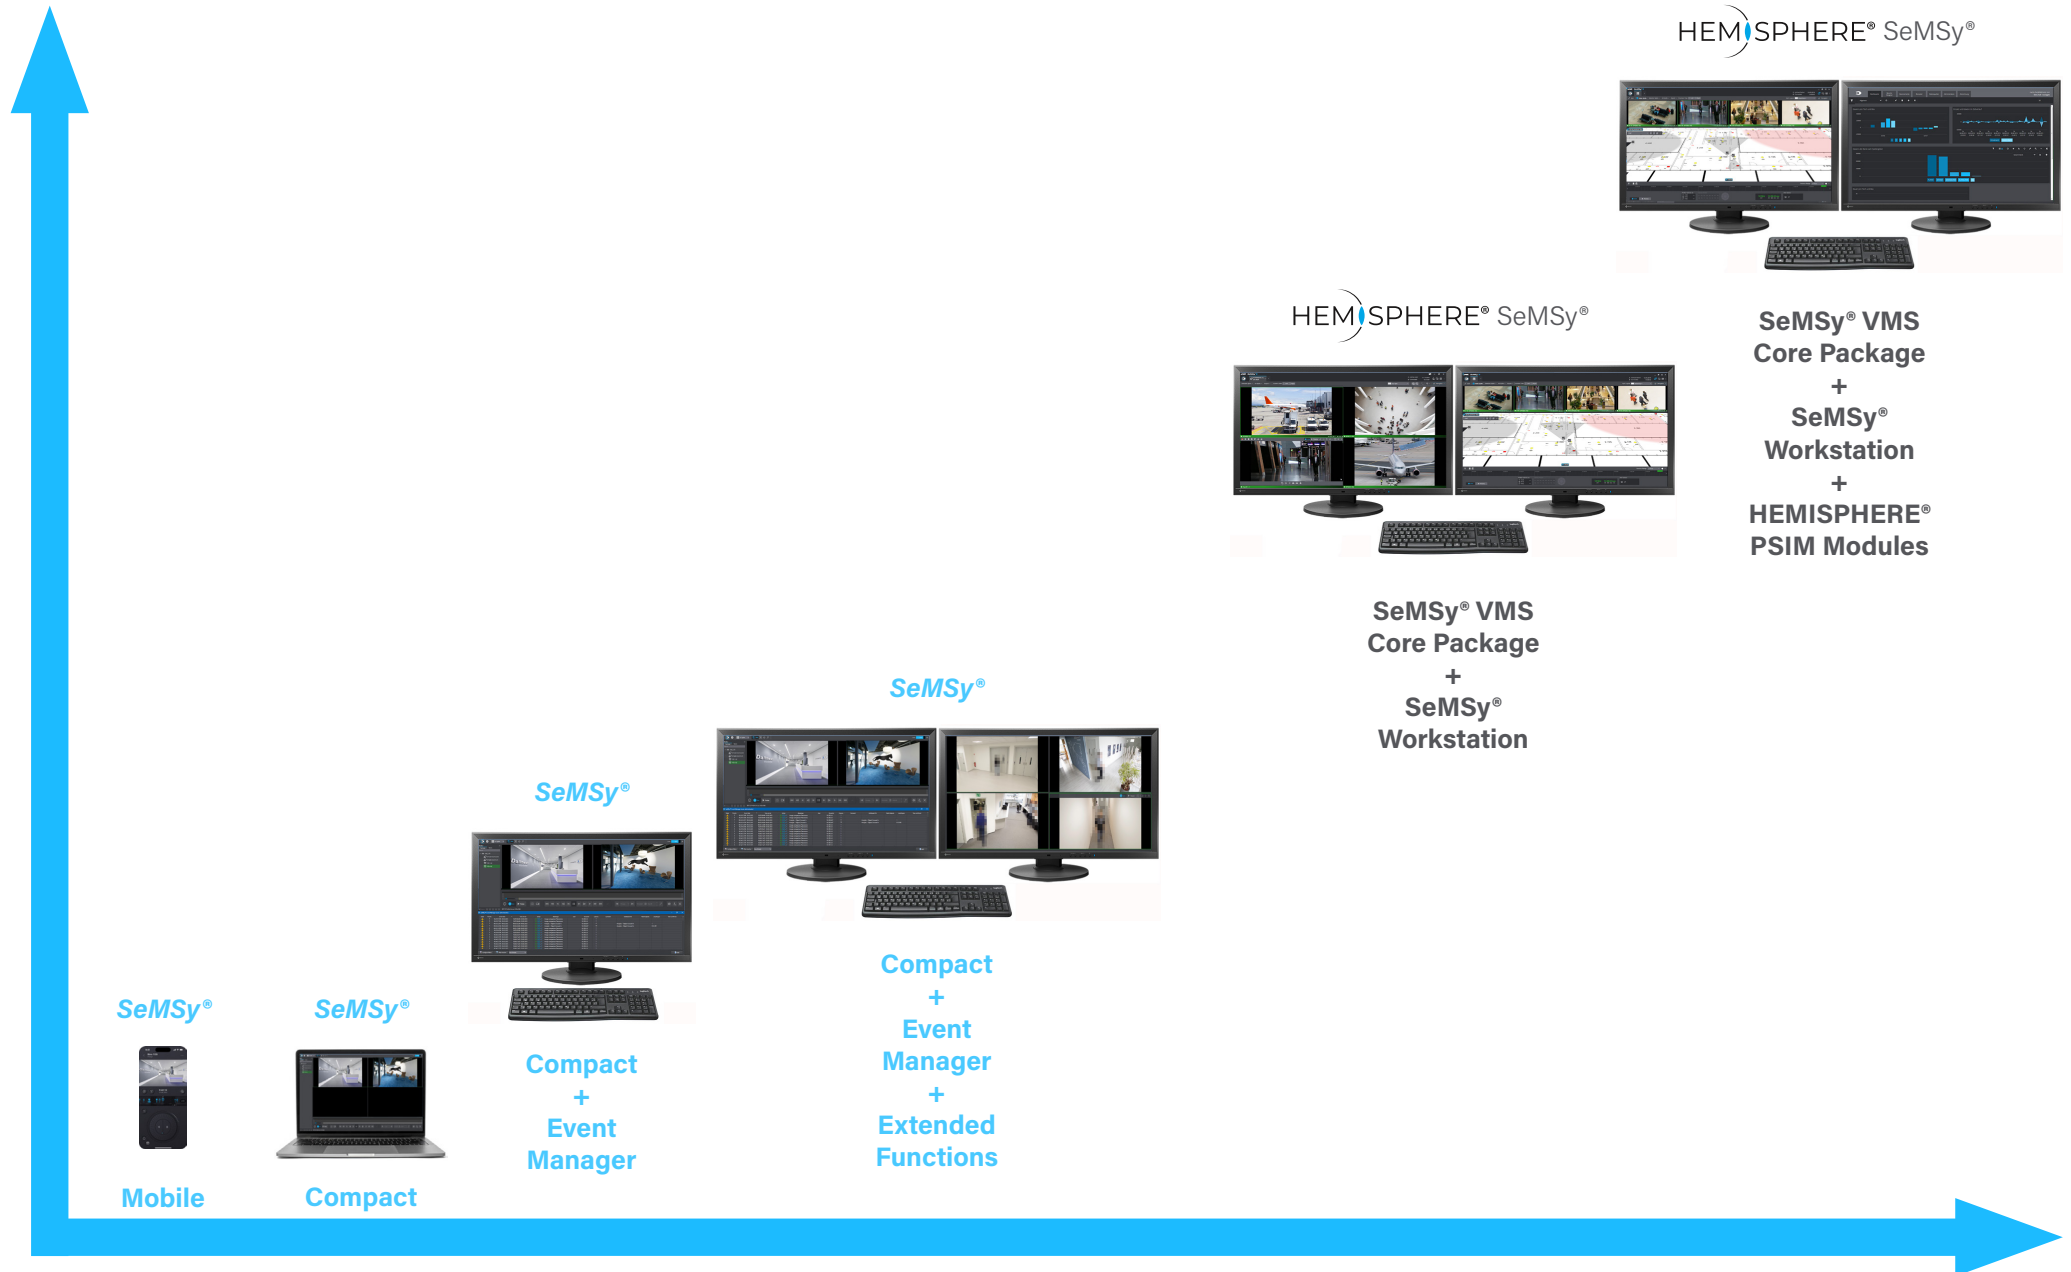 HEMISPHERE® SeMSy®
SeMSy® VMS
Core Package
+
SeMSy®
Workstation
+
HEMISPHERE®
PSIM Modules
HEMISPHERE® SeMSy®
SeMSy® VMS
Core Package
+
SeMSy®
Workstation
SeMSy®
Compact
+
Event
Manager
+
Extended
Functions
SeMSy®
Compact
+
Event
Manager
SeMSy®
Mobile
SeMSy®
Compact